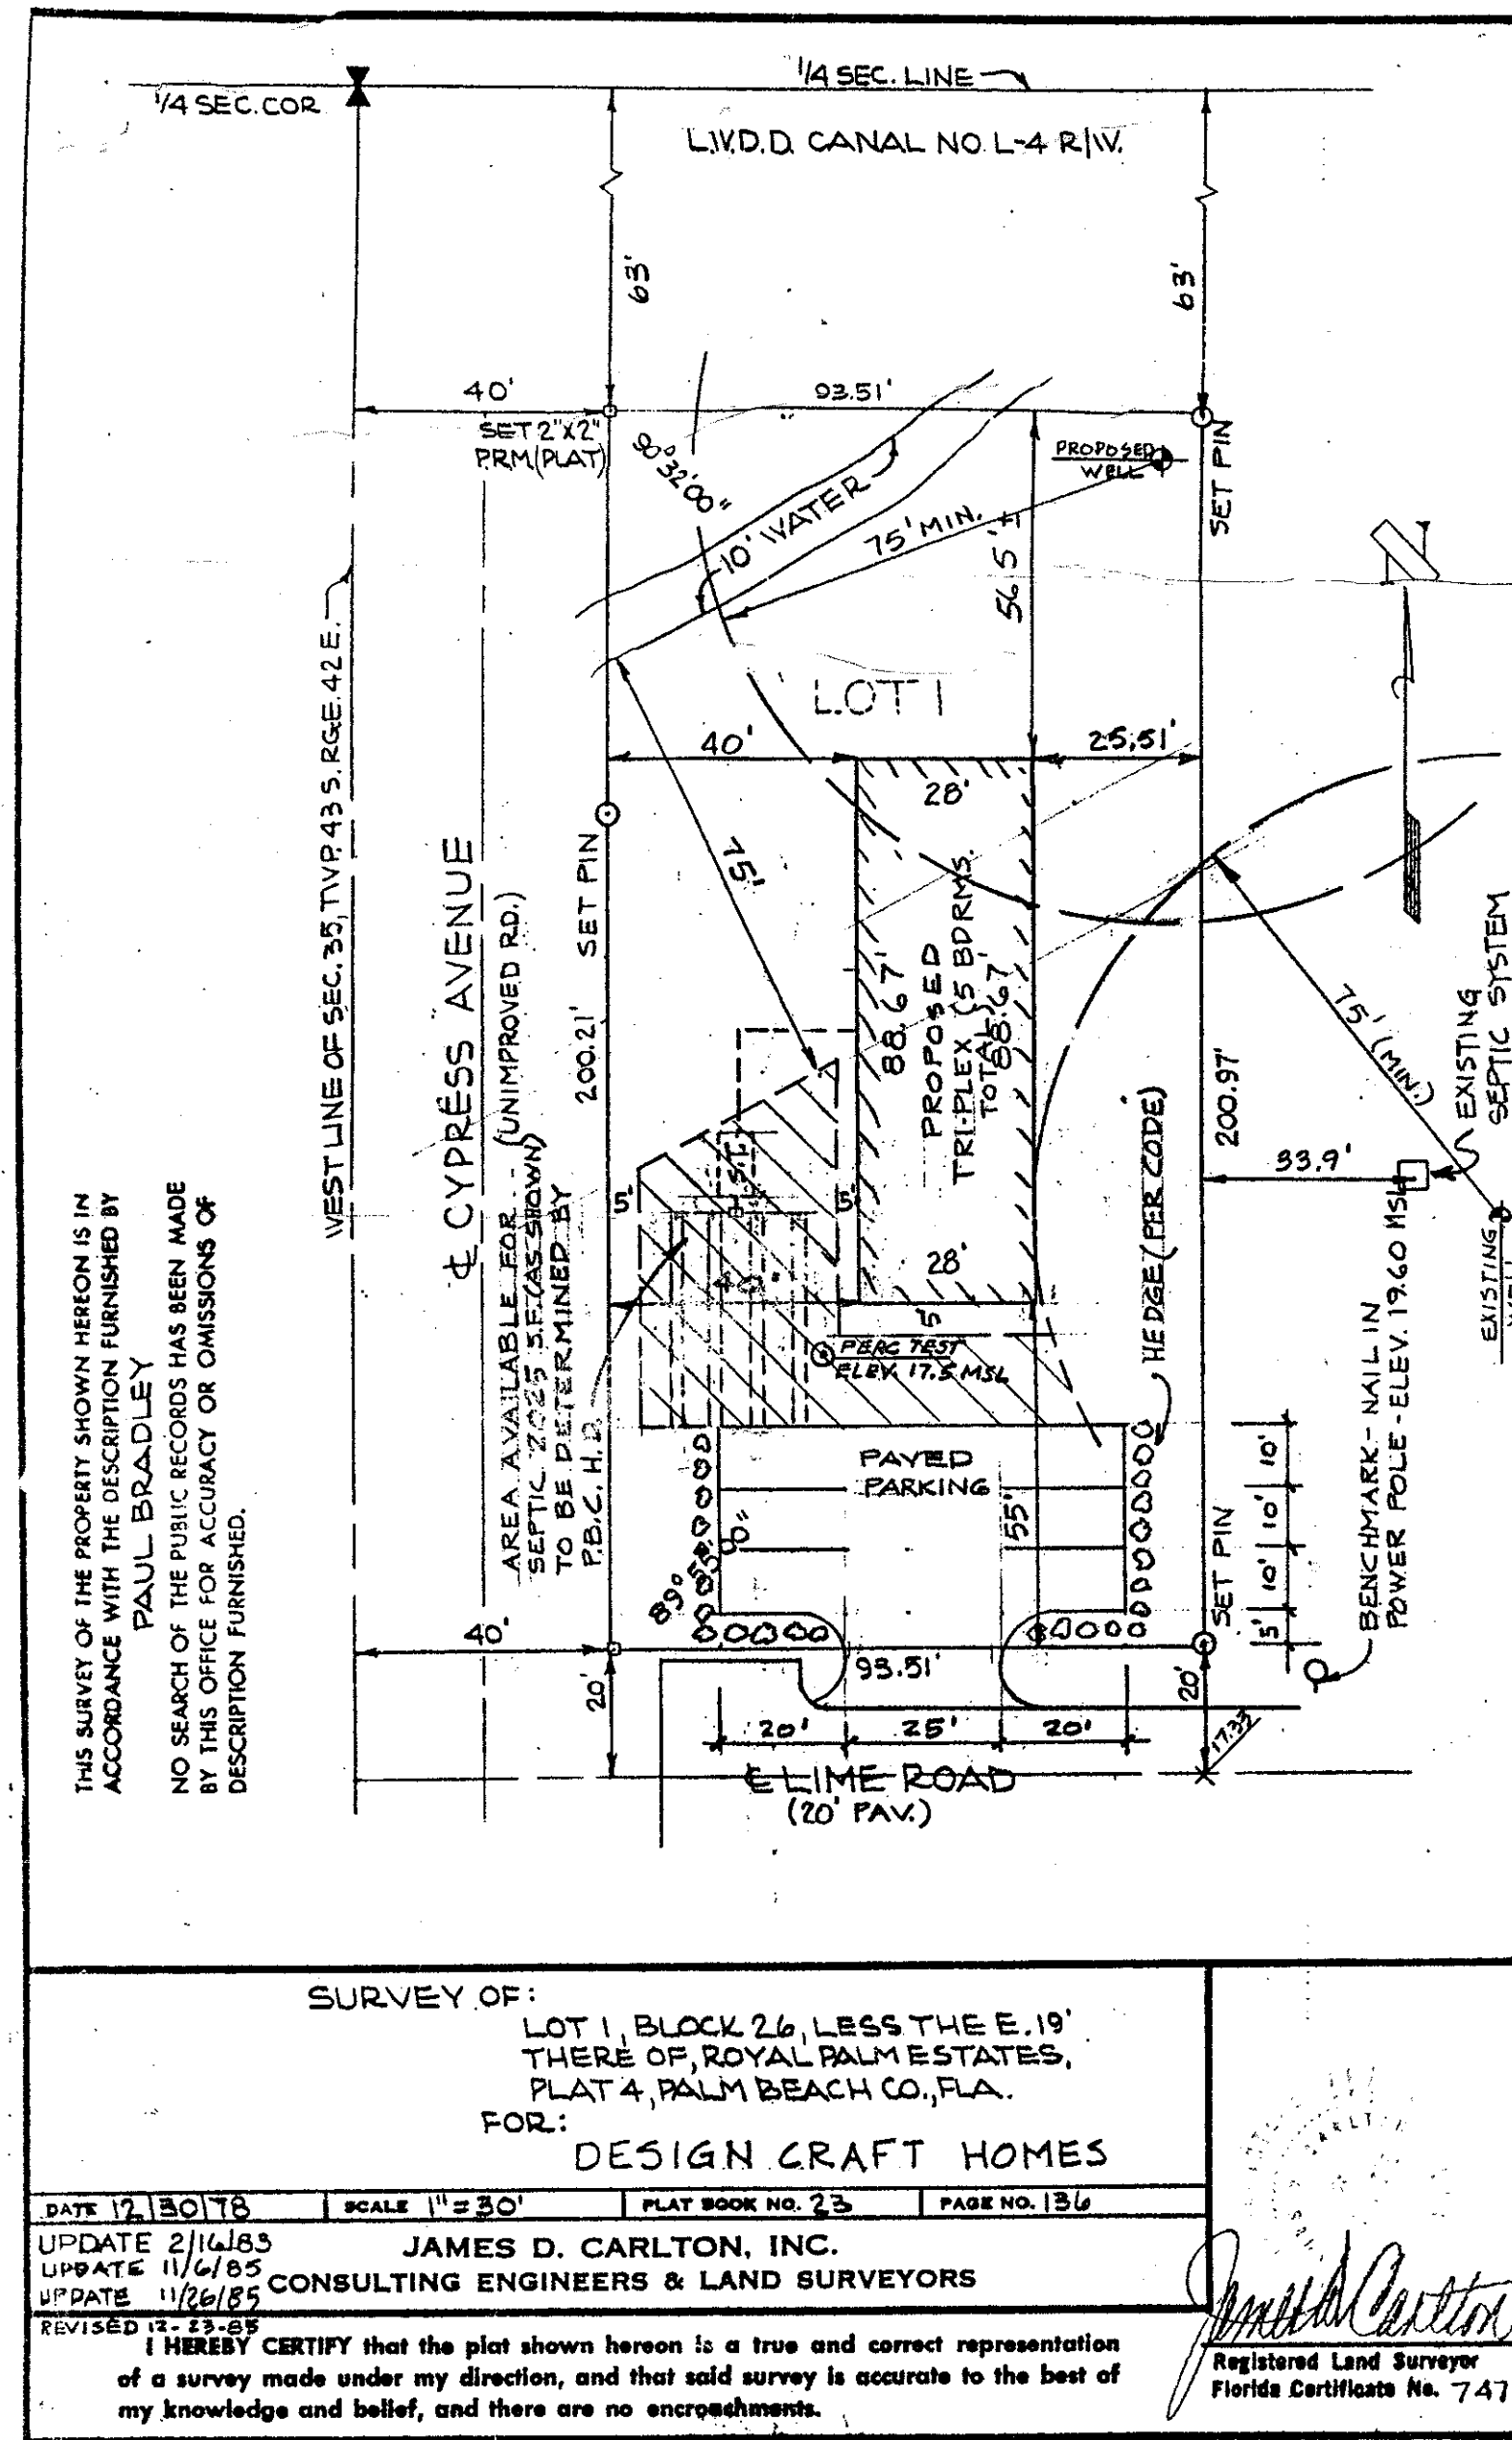 1/4 SEC. LINE
1/4 SEC. COR
L.W.D.D. CANAL NO. L-4 R/W.
63'
63'
40'
93.51'
SET 2"X2"
P.R.M.(PLAT)
90°32'00"
PROPOSED
WELL
SET PIN
10' WATER
75' MIN.
56.5'±
LOT 1
WEST LINE OF SEC. 35, TWP. 43 S. RGE. 42 E.
40'
25.51'
28'
75'
SET PIN
200.21'
℄ CYPRESS AVENUE
(UNIMPROVED RD.)
88.67'
PROPOSED
TRI-PLEX (5 BDRMS.
TOTAL)
88.67'
75' (MIN.)
EXISTING
SEPTIC SYSTEM
200.97'
33.9'
S.T.
5'
5'
28'
40'
5'
PERC TEST
ELEV. 17.5 MSL
HEDGE (PER CODE)
EXISTING
AREA AVAILABLE FOR
SEPTIC 2025 S.F. (AS SHOWN)
TO BE DETERMINED BY
P.B.C.H.D.
BENCHMARK - NAIL IN
POWER POLE - ELEV. 19.60 MSL
PAVED
PARKING
55'
10'
10'
10'
5'
SET PIN
89°55'00"
40'
93.51'
20'
20'
17.33
20'
25'
20'
℄ LIME ROAD
(20' PAV.)
THIS SURVEY OF THE PROPERTY SHOWN HEREON IS IN
ACCORDANCE WITH THE DESCRIPTION FURNISHED BY
PAUL BRADLEY
NO SEARCH OF THE PUBLIC RECORDS HAS BEEN MADE
BY THIS OFFICE FOR ACCURACY OR OMISSIONS OF
DESCRIPTION FURNISHED.
SURVEY OF:
LOT 1, BLOCK 26, LESS THE E. 19'
THERE OF, ROYAL PALM ESTATES,
PLAT 4, PALM BEACH CO., FLA.
FOR:
DESIGN CRAFT HOMES
DATE 12/30/78 SCALE 1"=30' PLAT BOOK NO. 23 PAGE NO. 136
UPDATE 2/16/83
UPDATE 11/6/85
UPDATE 11/26/85
REVISED 12-23-85
JAMES D. CARLTON, INC.
CONSULTING ENGINEERS & LAND SURVEYORS
I HEREBY CERTIFY that the plat shown hereon is a true and correct representation
of a survey made under my direction, and that said survey is accurate to the best of
my knowledge and belief, and there are no encroachments.
James D Carlton
Registered Land Surveyor
Florida Certificate No. 747